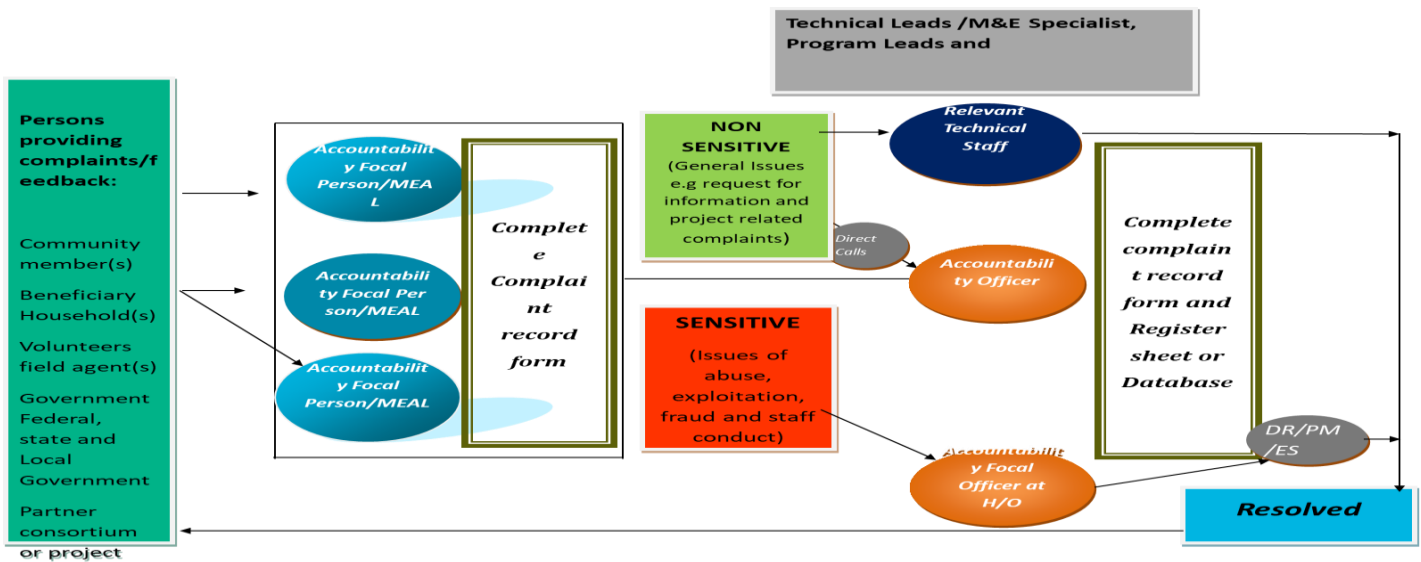 Technical Leads /M&E Specialist,
Program Leads and
Persons
providing
complaints/f
eedback:
Community
member(s)
Beneficiary
Household(s)
Volunteers
field agent(s)
Government
Federal,
state and
Local
Government
Partner
consortium
or project
Accountabilit
y Focal
Person/MEA
L
Accountabili
ty Focal Per
son/MEAL
Accountabilit
y Focal
Person/MEAL
Complet
e
Complai
nt
record
form
NON
SENSITIVE
(General Issues
e.g request for
information and
project related
complaints)
SENSITIVE
(Issues of
abuse,
exploitation,
fraud and staff
conduct)
Relevant
Technical
Staff
Direct
Calls
Accountabili
ty Officer
Accountabilit
y Focal
Officer at
H/O
Complete
complain
t record
form and
Register
sheet or
Database
DR/PM
/ES
Resolved